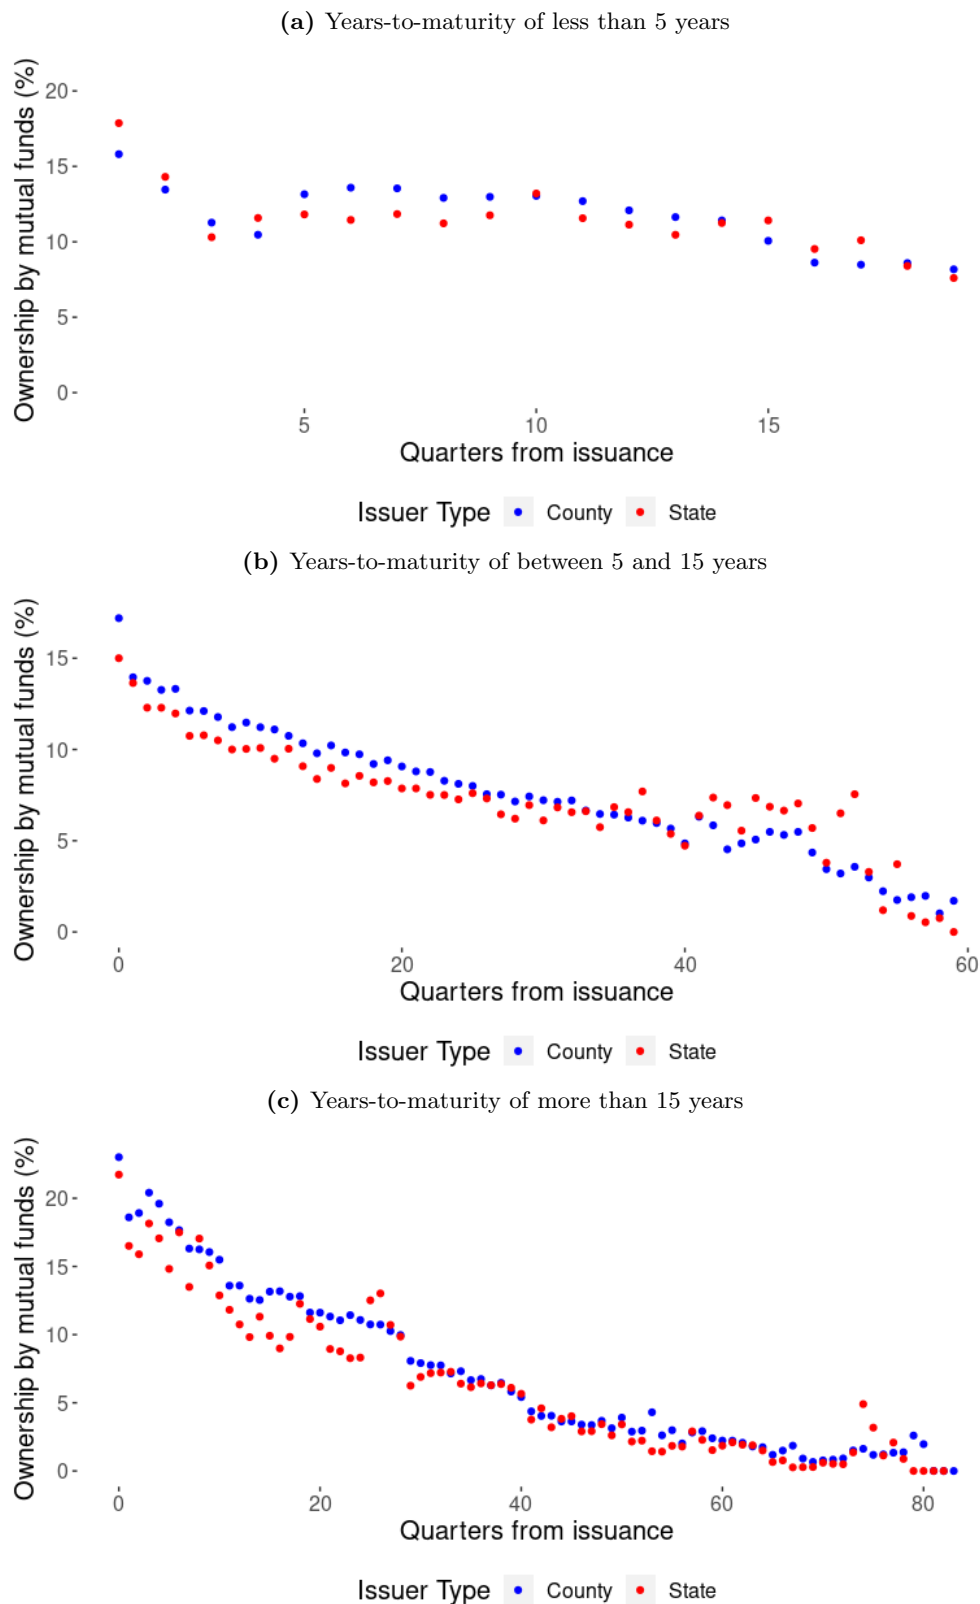 (a) Years-to-maturity of less than 5 years
Ownership by mutual funds (%)
20
15
10
5
0
5 10 15
Quarters from issuance
Issuer Type County State
(b) Years-to-maturity of between 5 and 15 years
Ownership by mutual funds (%)
15
10
5
0
0 20 40 60
Quarters from issuance
Issuer Type County State
(c) Years-to-maturity of more than 15 years
Ownership by mutual funds (%)
20
15
10
5
0
0 20 40 60 80
Quarters from issuance
Issuer Type County State